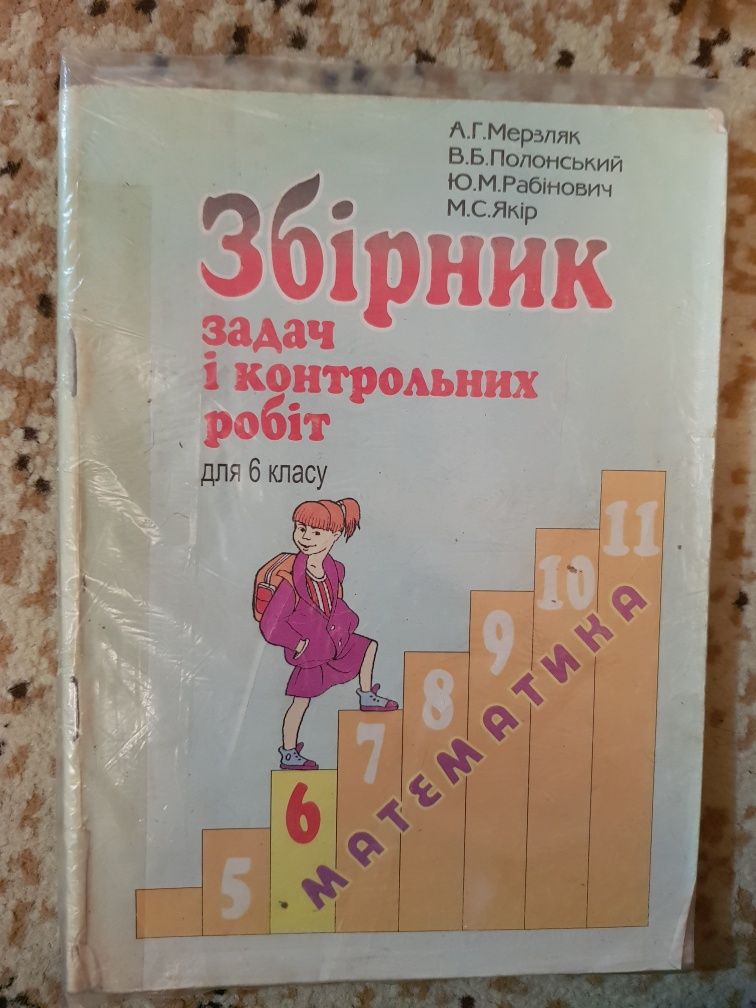 А.Г.Мерзляк
В.Б.Полонський
Ю.М.Рабінович
М.С.Якір
Збірник
задач
і контрольних
робіт
для 6 класу
11
10
9
8
7
6
5
МАТЕМАТИКА